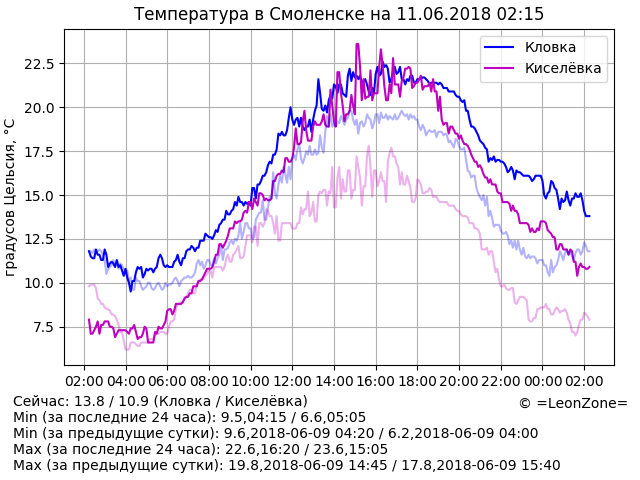 Температура в Смоленске на 11.06.2018 02:15
градусов Цельсия, °C
22.5
20.0
17.5
15.0
12.5
10.0
7.5
Кловка
Киселёвка
02:00 04:00 06:00 08:00 10:00 12:00 14:00 16:00 18:00 20:00 22:00 00:00 02:00
Сейчас: 13.8 / 10.9 (Кловка / Киселёвка)
© =LeonZone=
Min (за последние 24 часа): 9.5,04:15 / 6.6,05:05
Min (за предыдущие сутки): 9.6,2018-06-09 04:20 / 6.2,2018-06-09 04:00
Max (за последние 24 часа): 22.6,16:20 / 23.6,15:05
Max (за предыдущие сутки): 19.8,2018-06-09 14:45 / 17.8,2018-06-09 15:40